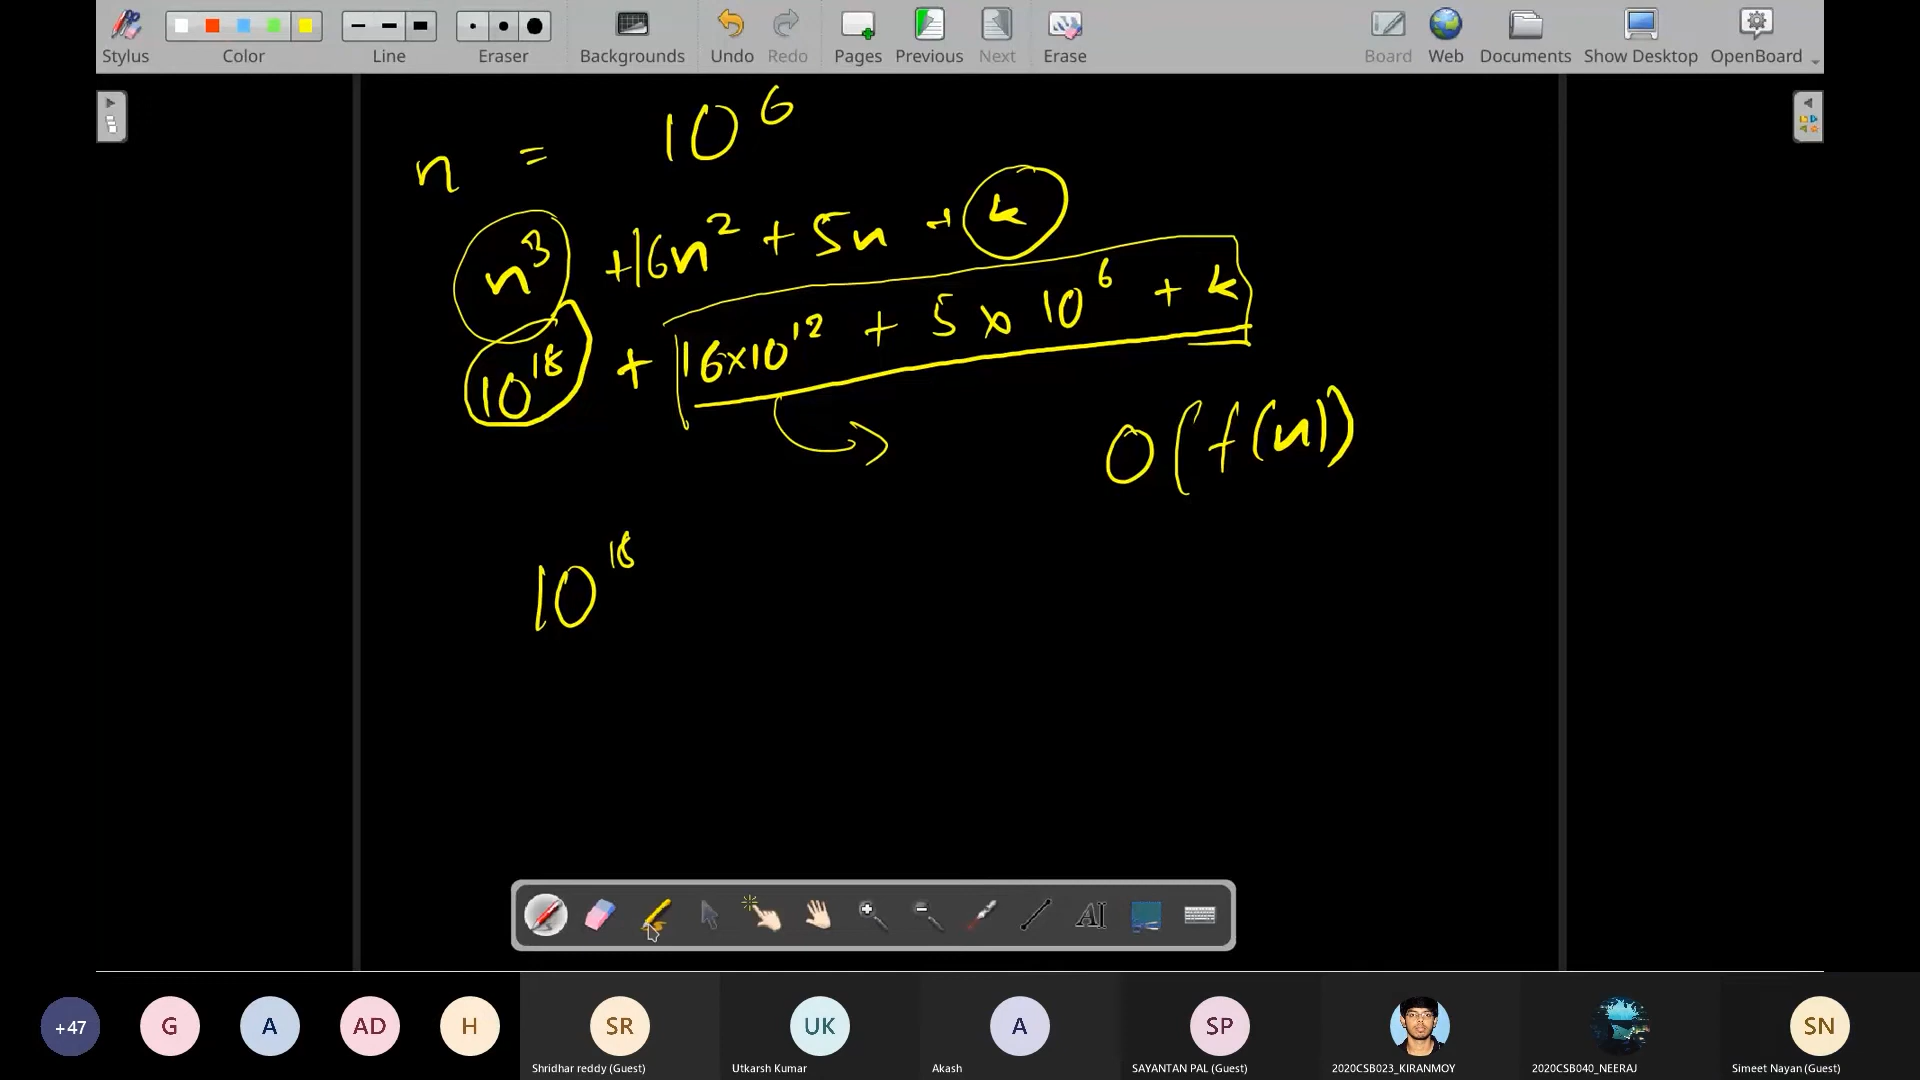 Stylus Color Line Eraser Backgrounds Undo Redo Pages Previous Next Erase Board Web Documents Show Desktop OpenBoard
n = 10^6
n^3 + 16n^2 + 5n + k
10^18 + 16×10^12 + 5 × 10^6 + k
O(f(n))
10^18
AI
+47 G A AD H SR UK A SP SN
Shridhar reddy (Guest) Utkarsh Kumar Akash SAYANTAN PAL (Guest) 2020CSB023_KIRANMOY 2020CSB040_NEERAJ Simeet Nayan (Guest)